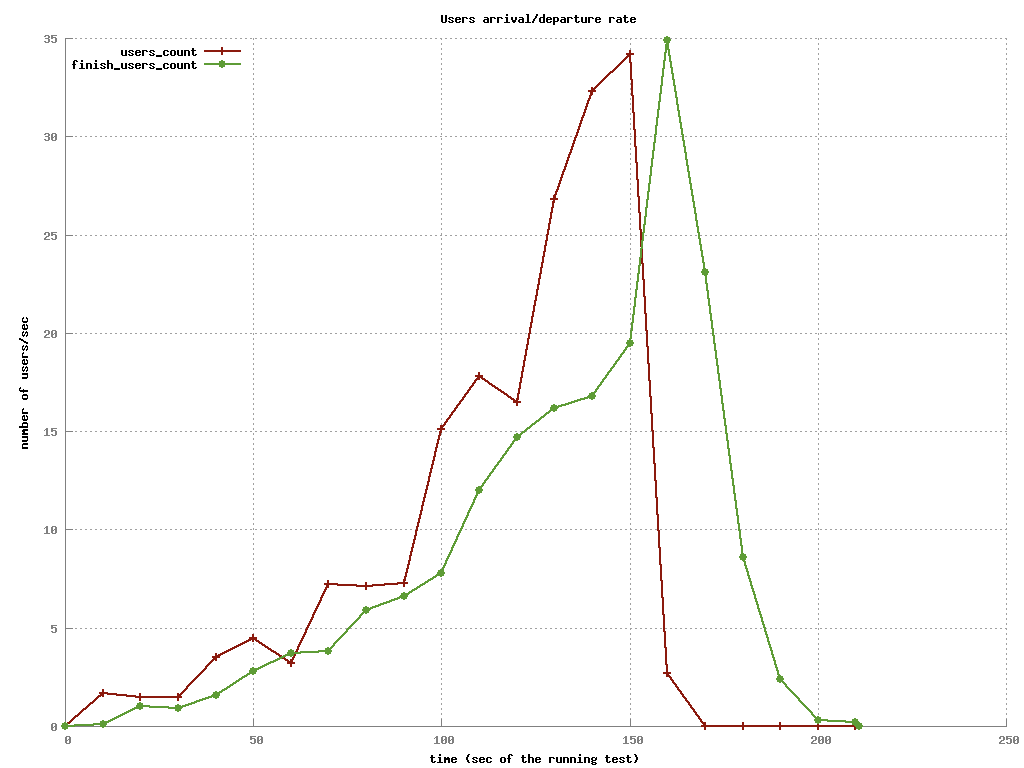 Users arrival/departure rate
users_count
finish_users_count
35
30
25
20
15
10
5
0
0 50 100 150 200 250
number of users/sec
time (sec of the running test)